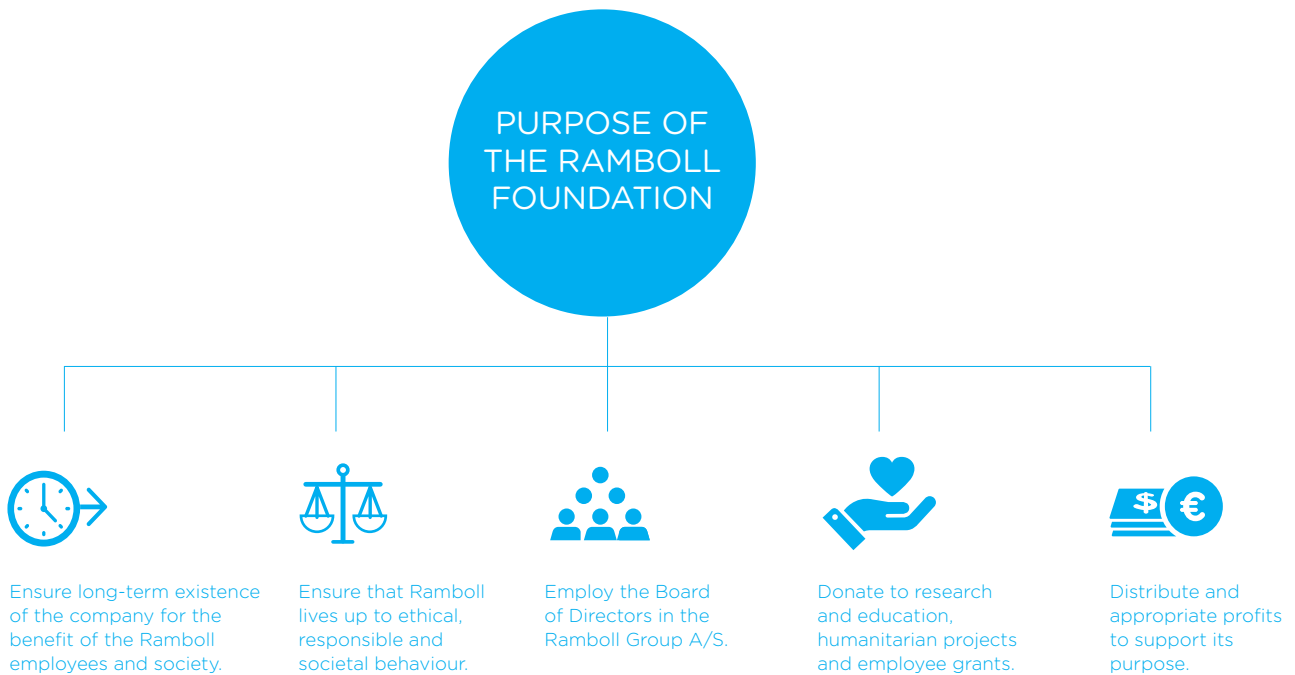 PURPOSE OF
THE RAMBOLL
FOUNDATION
$
€
Ensure long-term existence
of the company for the
benefit of the Ramboll
employees and society.
Ensure that Ramboll
lives up to ethical,
responsible and
societal behaviour.
Employ the Board
of Directors in the
Ramboll Group A/S.
Donate to research
and education,
humanitarian projects
and employee grants.
Distribute and
appropriate profits
to support its
purpose.